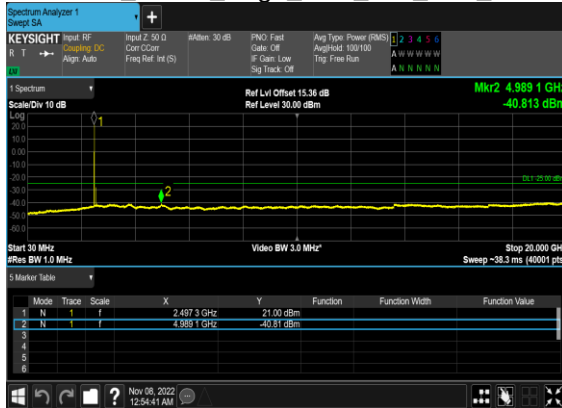 Spectrum Analyzer 1
Swept SA
+
KEYSIGHT Input: RF Input Z: 50 Ω #Atten: 30 dB PNO: Fast Avg Type: Power (RMS) 1 2 3 4 5 6
R T Coupling: DC Corr CCorr Gate: Off Avg|Hold: 100/100 A W W W W W
Align: Auto Freq Ref: Int (S) IF Gain: Low Trig: Free Run
LU Sig Track: Off A N N N N N
1 Spectrum Ref Lvl Offset 15.36 dB Mkr2 4.989 1 GHz
Scale/Div 10 dB Ref Level 30.00 dBm -40.813 dBm
Log
20.0
10.0
0.00
-10.0
-20.0
-30.0
-40.0
-50.0
-60.0
1
2
DL1 -25.00 dBm
Start 30 MHz Video BW 3.0 MHz* Stop 20.000 GHz
#Res BW 1.0 MHz Sweep ~38.3 ms (40001 pts)
5 Marker Table
Mode Trace Scale X Y Function Function Width Function Value
1 N 1 f 2.497 3 GHz 21.00 dBm
2 N 1 f 4.989 1 GHz -40.81 dBm
3
4
5
6
? Nov 08, 2022
12:54:41 AM